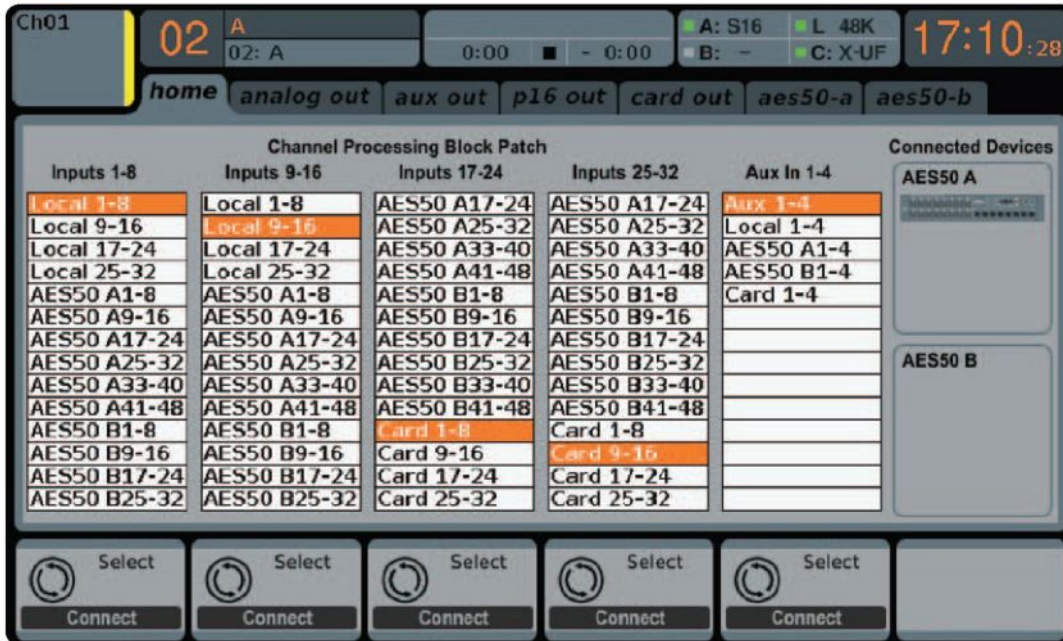 Ch01
02 A
02: A
0:00 - 0:00
A: S16 L 48K
B: - C: X-UF
17:10:28
home analog out aux out p16 out card out aes50-a aes50-b
Channel Processing Block Patch
Connected Devices
Inputs 1-8 Inputs 9-16 Inputs 17-24 Inputs 25-32 Aux In 1-4
Local 1-8 Local 1-8 AES50 A17-24 AES50 A17-24 Aux 1-4
Local 9-16 Local 9-16 AES50 A25-32 AES50 A25-32 Local 1-4
Local 17-24 Local 17-24 AES50 A33-40 AES50 A33-40 AES50 A1-4
Local 25-32 Local 25-32 AES50 A41-48 AES50 A41-48 AES50 B1-4
AES50 A1-8 AES50 A1-8 AES50 B1-8 AES50 B1-8 Card 1-4
AES50 A9-16 AES50 A9-16 AES50 B9-16 AES50 B9-16
AES50 A17-24 AES50 A17-24 AES50 B17-24 AES50 B17-24
AES50 A25-32 AES50 A25-32 AES50 B25-32 AES50 B25-32
AES50 A33-40 AES50 A33-40 AES50 B33-40 AES50 B33-40
AES50 A41-48 AES50 A41-48 AES50 B41-48 AES50 B41-48
AES50 B1-8 AES50 B1-8 Card 1-8 Card 1-8
AES50 B9-16 AES50 B9-16 Card 9-16 Card 9-16
AES50 B17-24 AES50 B17-24 Card 17-24 Card 17-24
AES50 B25-32 AES50 B25-32 Card 25-32 Card 25-32
AES50 A
AES50 B
Select Select Select Select Select
Connect Connect Connect Connect Connect